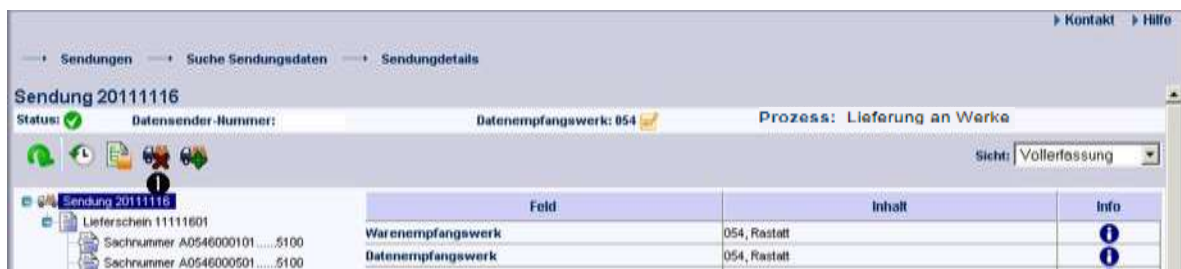 Kontakt Hilfe
Sendungen Suche Sendungsdaten Sendungdetails
Sendung 20111116
Status: Datensender-Nummer: Datenempfangswerk: 054 Prozess: Lieferung an Werke
Sicht: Vollerfassung
1
Sendung 20111116
Lieferschein 11111601
Sachnummer A0546000101......5100
Sachnummer A0546000501......5100
Feld Inhalt Info
Warenempfangswerk 054, Rastatt
Datenempfangswerk 054, Rastatt